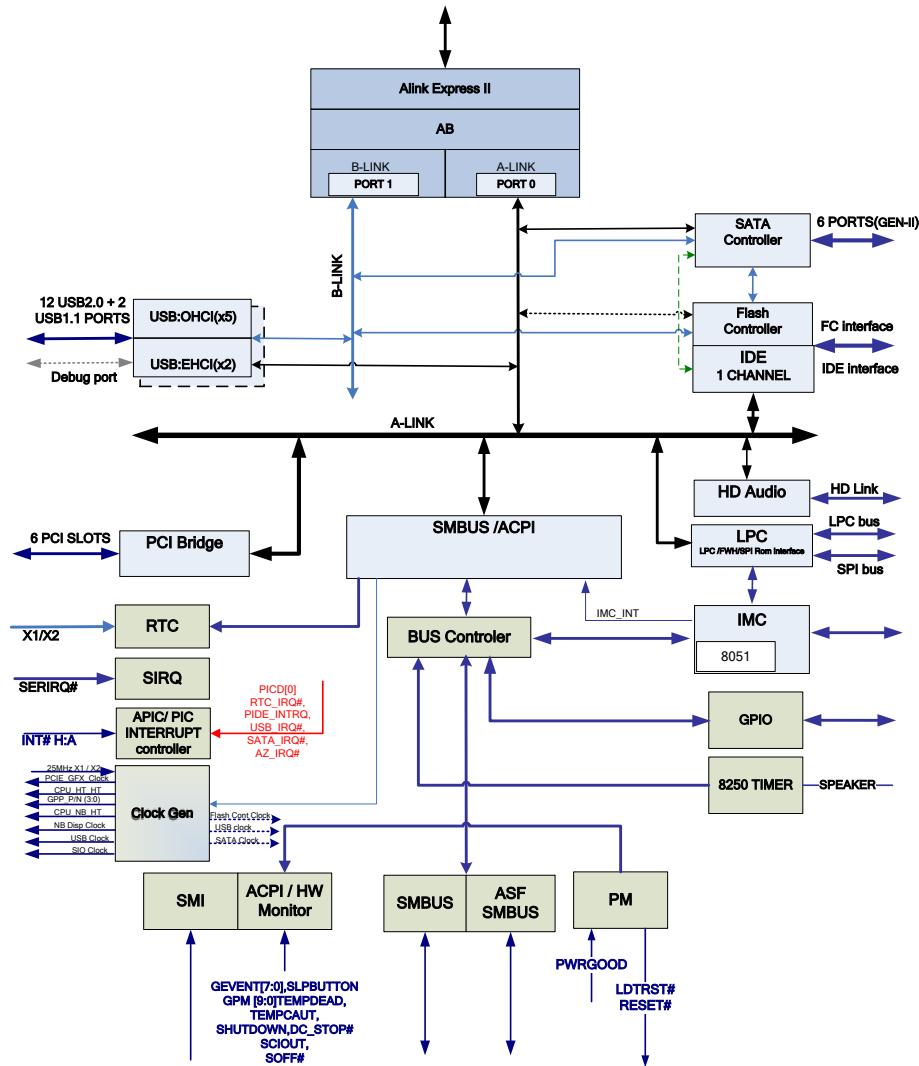 Alink Express II
AB
B-LINK
PORT 1
A-LINK
PORT 0
SATA
Controller
6 PORTS(GEN-II)
B-LINK
12 USB2.0 + 2
USB1.1 PORTS
USB:OHCI(x5)
USB:EHCI(x2)
Debug port
Flash
Controller
FC interface
IDE
1 CHANNEL
IDE interface
A-LINK
HD Audio
HD Link
6 PCI SLOTS
PCI Bridge
SMBUS /ACPI
LPC
LPC /FWH/SPI Rom Interface
LPC bus
SPI bus
X1/X2
RTC
IMC_INT
BUS Controler
IMC
8051
SERIRQ#
SIRQ
PICD[0]
RTC_IRQ#,
PIDE_INTRQ,
USB_IRQ#,
SATA_IRQ#,
AZ_IRQ#
INT# H:A
APIC/ PIC
INTERRUPT
controller
GPIO
25MHz X1 / X2
PCIE_GFX_Clock
CPU_HT_HT
GPP_P/N (3:0)
CPU_NB_HT
NB Disp Clock
USB Clock
SIO Clock
Clock Gen
Flash Cont Clock
USB clock
SATA Clock
8250 TIMER
SPEAKER
SMI
ACPI / HW
Monitor
SMBUS
ASF
SMBUS
PM
PWRGOOD
LDTRST#
RESET#
GEVENT[7:0],SLPBUTTON
GPM [9:0]TEMPDEAD,
TEMPCAUT,
SHUTDOWN,DC_STOP#
SCIOUT,
SOFF#